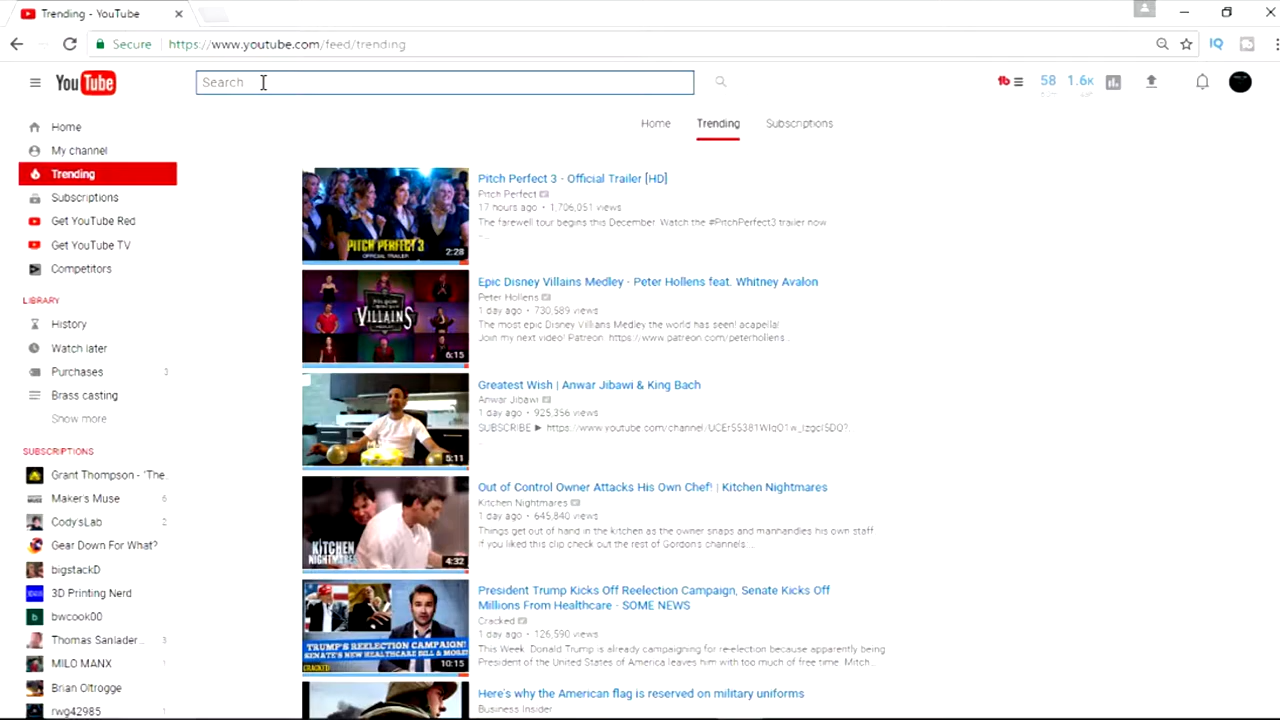 Trending - YouTube
Secure
https://www.youtube.com/feed/trending
YouTube
Search
58
1.6K
Home
Trending
Subscriptions
Home
My channel
Trending
Subscriptions
Get YouTube Red
Get YouTube TV
Competitors
LIBRARY
History
Watch later
Purchases 3
Brass casting
Show more
SUBSCRIPTIONS
Grant Thompson - "The
Maker's Muse 6
Cody'sLab 2
Gear Down For What?
bigstackD
3D Printing Nerd
bwcook00
Thomas Sanlader... 3
MILO MANX 1
Brian Oltrogge
rwg42985 1
PITCH PERFECT 3
OFFICIAL TRAILER
2:28
Pitch Perfect 3 - Official Trailer [HD]
Pitch Perfect
17 hours ago • 1,706,051 views
The farewell tour begins this December. Watch the #PitchPerfect3 trailer now
VILLAINS
6:15
Epic Disney Villains Medley - Peter Hollens feat. Whitney Avalon
Peter Hollens
1 day ago • 730,589 views
The most epic Disney Villains Medley the world has seen! acapella!
Join my next video! Patreon: https://www.patreon.com/peterhollens...
5:11
Greatest Wish | Anwar Jibawi & King Bach
Anwar Jibawi
1 day ago • 925,356 views
SUBSCRIBE ► 
KITCHEN
NIGHTMARES
4:32
Out of Control Owner Attacks His Own Chef! | Kitchen Nightmares
Kitchen Nightmares
1 day ago • 645,840 views
Things get out of hand in the kitchen as the owner snaps and manhandles his own staff
If you liked this clip check out the rest of Gordon's channels...
TRUMP'S REELECTION CAMPAIGN!
SENATE'S NEW HEALTHCARE BILL & MORE!
CRACKED
10:15
President Trump Kicks Off Reelection Campaign, Senate Kicks Off
Millions From Healthcare - SOME NEWS
Cracked
1 day ago • 126,590 views
This Week: Donald Trump is already campaigning for re-election because apparently being
President of the United States of America leaves him with too much of free time. Mitch...
Here's why the American flag is reserved on military uniforms
Business Insider